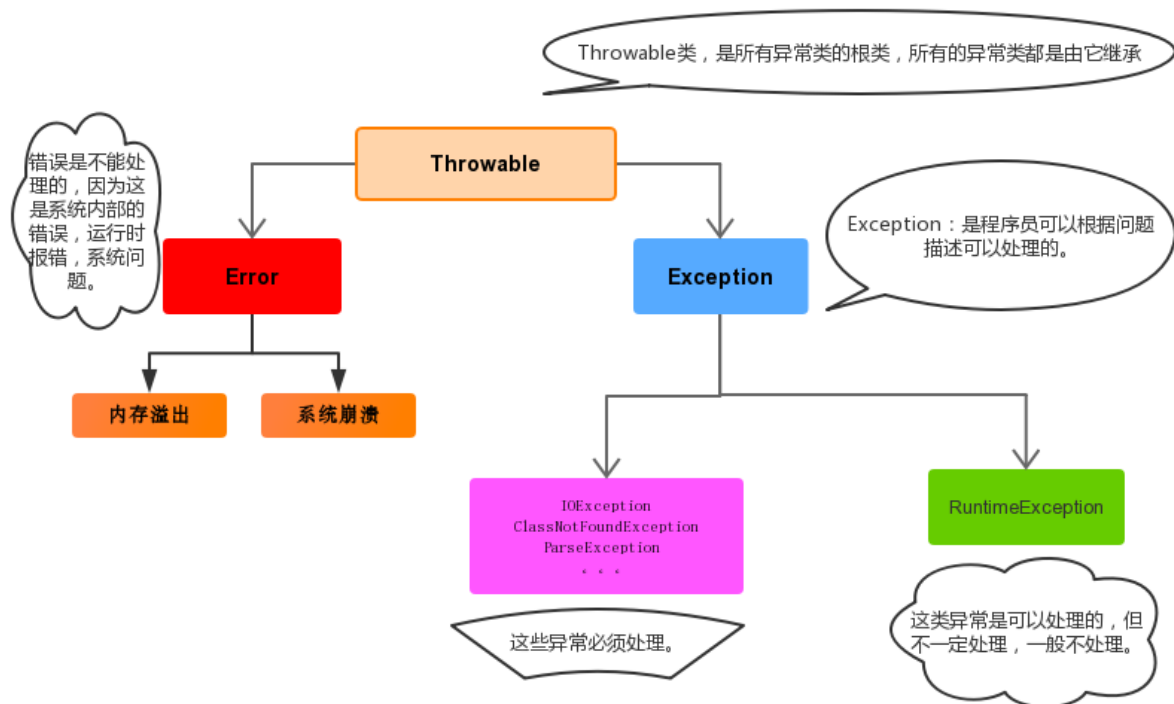 Throwable类，是所有异常类的根类，所有的异常类都是由它继承
Throwable
错误是不能处
理的，因为这
是系统内部的
错误，运行时
报错，系统问
题。
Exception：是程序员可以根据问题
描述可以处理的。
Error
Exception
内存溢出
系统崩溃
IOException
ClassNotFoundException
ParseException
。。。
RuntimeException
这些异常必须处理。
这类异常是可以处理的，但
不一定处理，一般不处理。